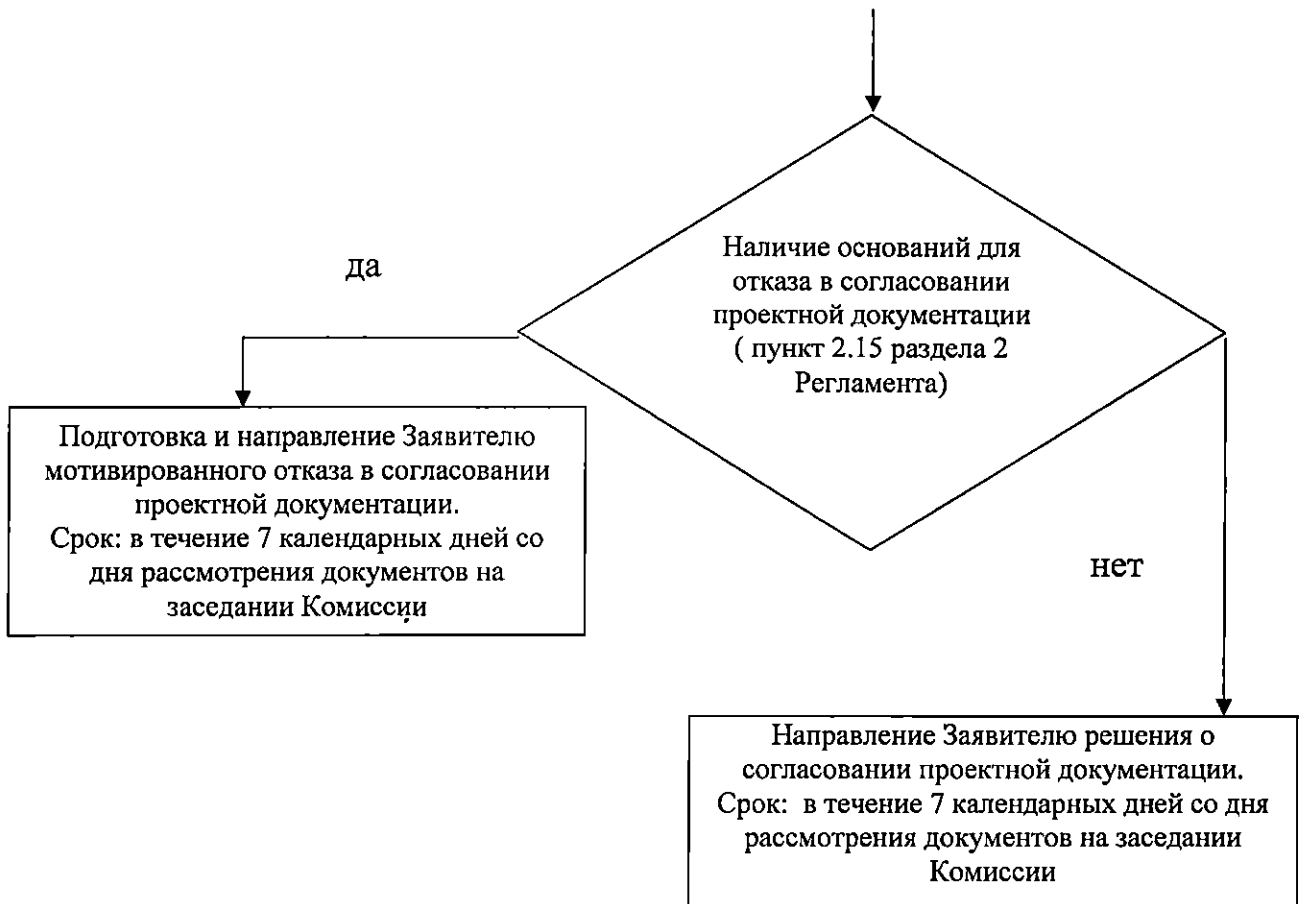 Наличие оснований для
отказа в согласовании
проектной документации
( пункт 2.15 раздела 2
Регламента)
да
Подготовка и направление Заявителю
мотивированного отказа в согласовании
проектной документации.
Срок: в течение 7 календарных дней со
дня рассмотрения документов на
заседании Комиссии
нет
Направление Заявителю решения о
согласовании проектной документации.
Срок: в течение 7 календарных дней со дня
рассмотрения документов на заседании
Комиссии